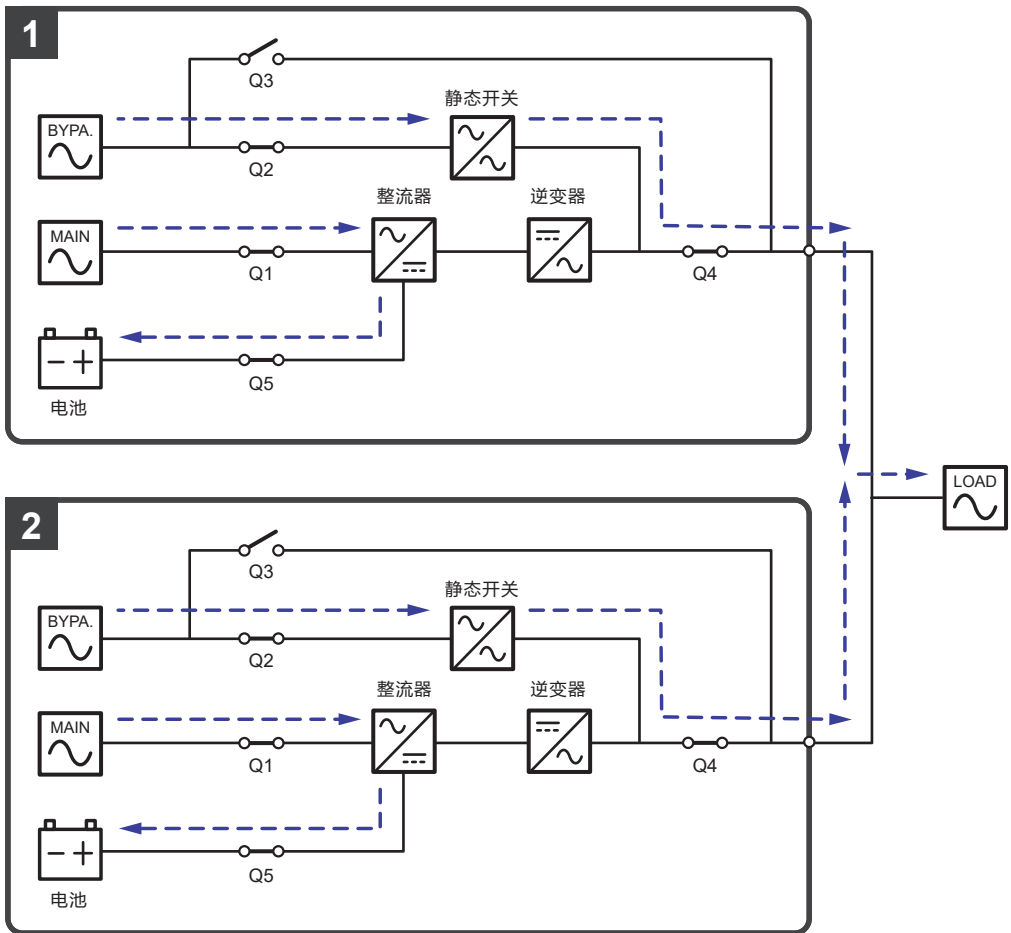 1
Q3
静态开关
BYPA.
Q2
整流器
逆变器
MAIN
Q1
Q4
Q5
电池
LOAD
2
Q3
静态开关
BYPA.
Q2
整流器
逆变器
MAIN
Q1
Q4
Q5
电池